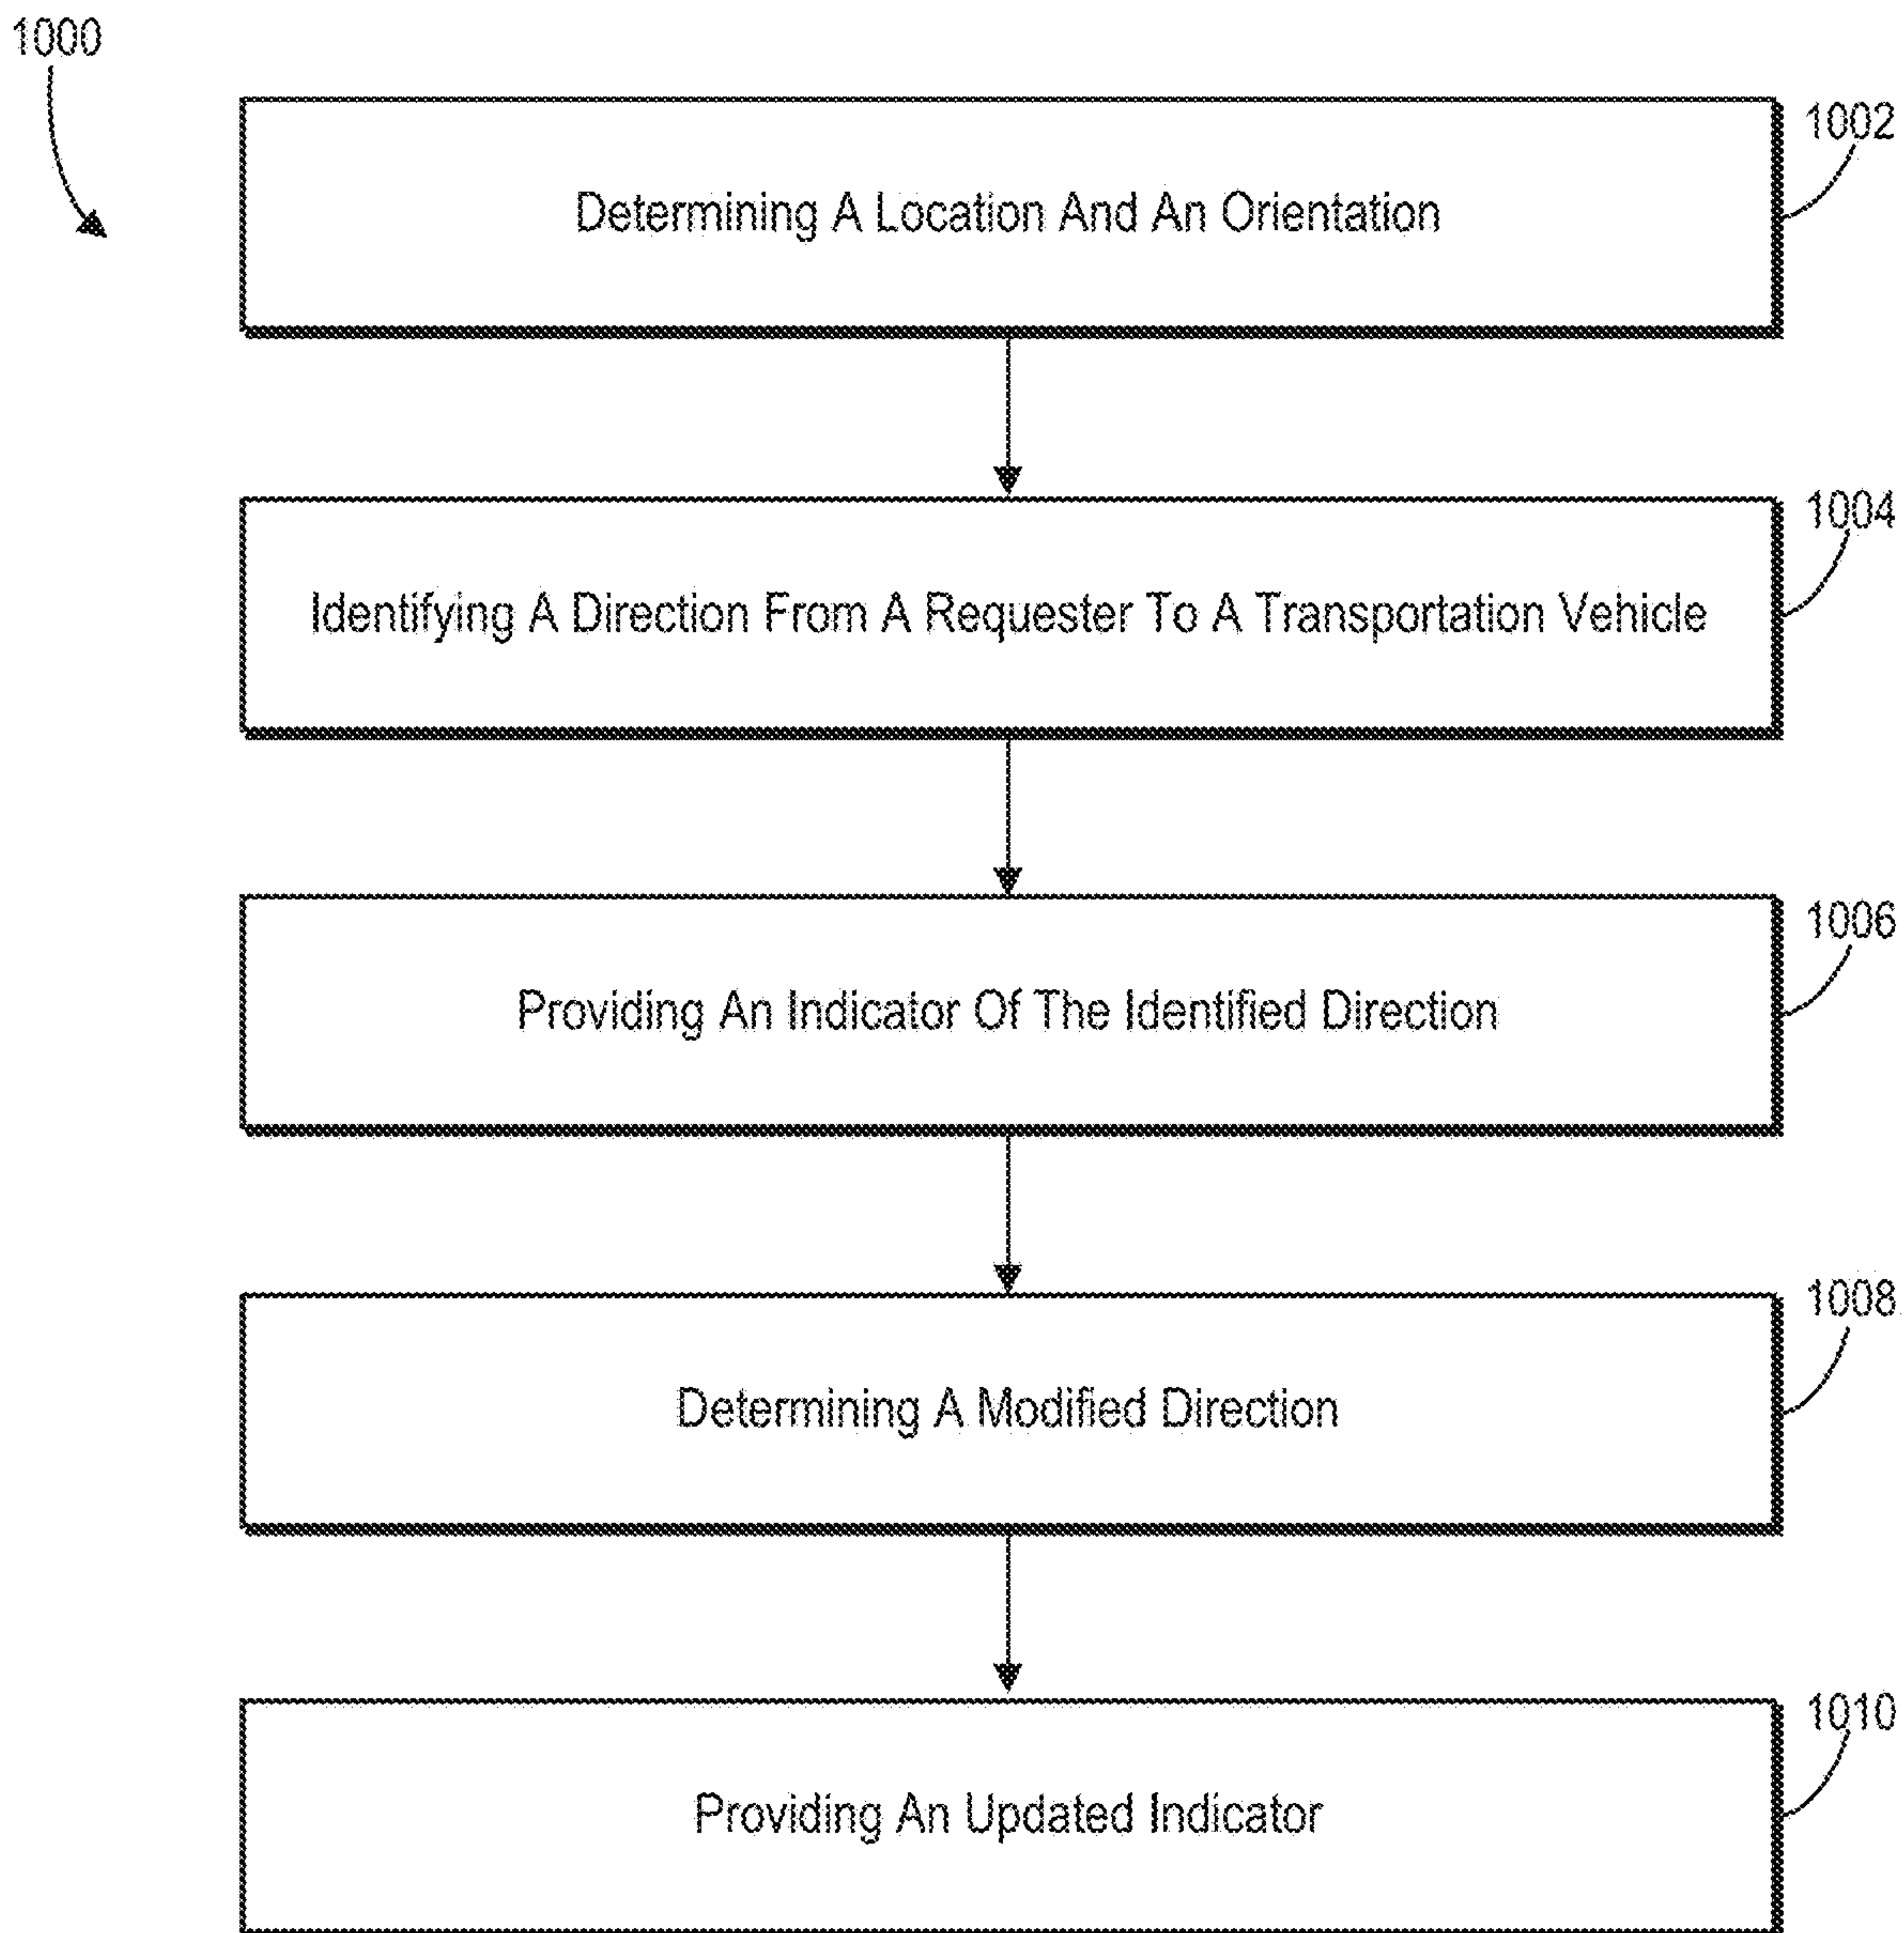 1000
1002
Determining A Location And An Orientation
1004
Identifying A Direction From A Requester To A Transportation Vehicle
1006
Providing An Indicator Of The Identified Direction
1008
Determining A Modified Direction
1010
Providing An Updated Indicator